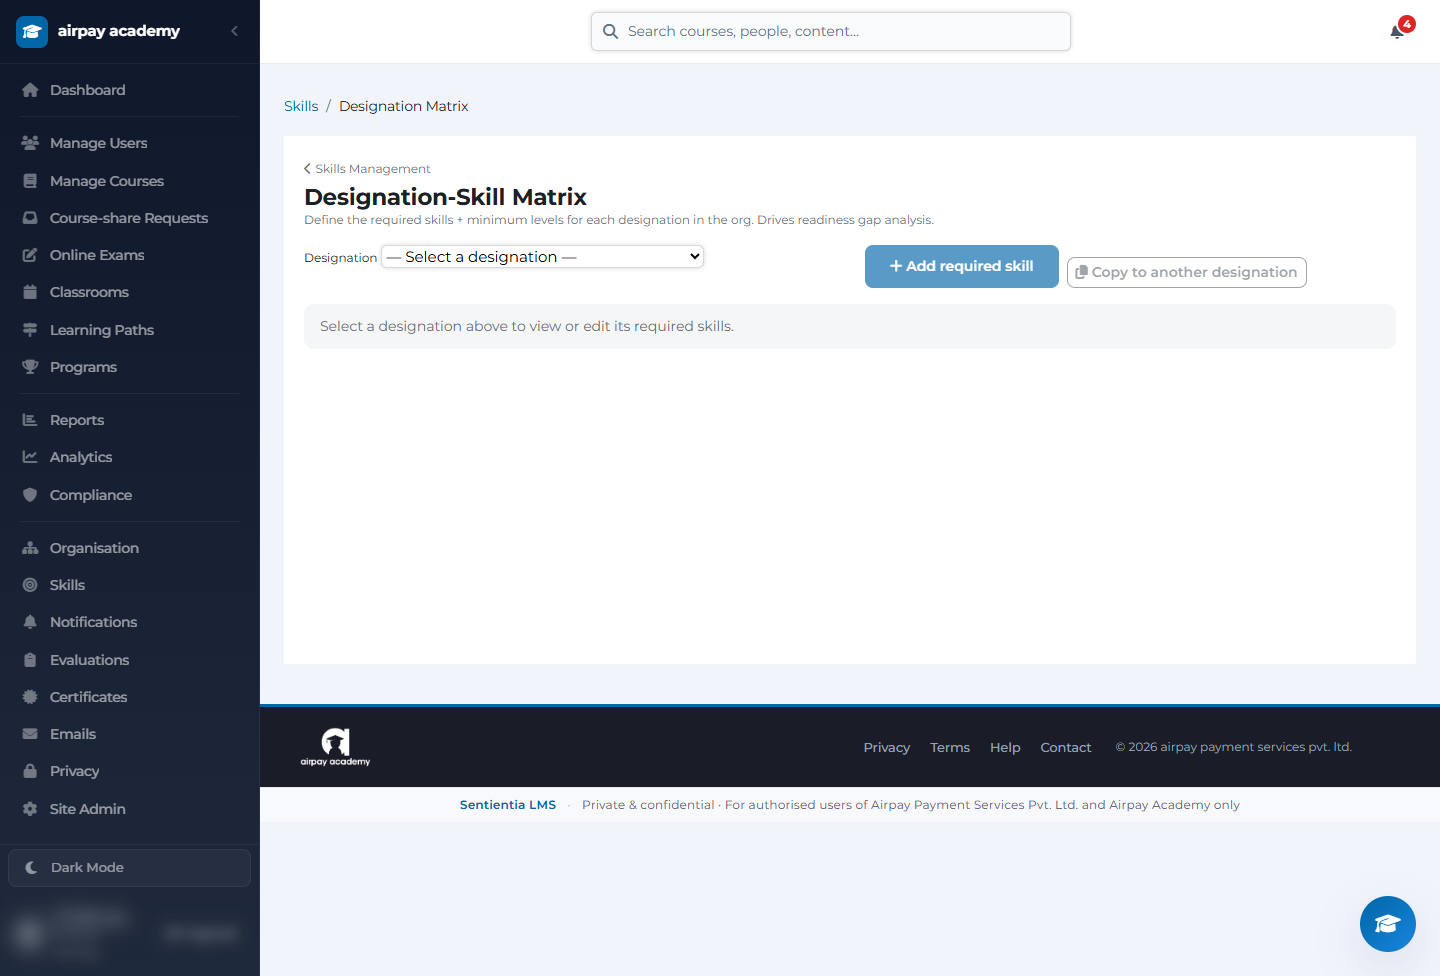 airpay academy
Search courses, people, content...
4
Dashboard
Manage Users
Manage Courses
Course-share Requests
Online Exams
Classrooms
Learning Paths
Programs
Reports
Analytics
Compliance
Organisation
Skills
Notifications
Evaluations
Certificates
Emails
Privacy
Site Admin
Dark Mode
Skills / Designation Matrix
Skills Management
Designation-Skill Matrix
Define the required skills + minimum levels for each designation in the org. Drives readiness gap analysis.
Designation — Select a designation —
+ Add required skill
Copy to another designation
Select a designation above to view or edit its required skills.
airpay academy
Privacy Terms Help Contact © 2026 airpay payment services pvt. ltd.
Sentientia LMS · Private & confidential · For authorised users of Airpay Payment Services Pvt. Ltd. and Airpay Academy only